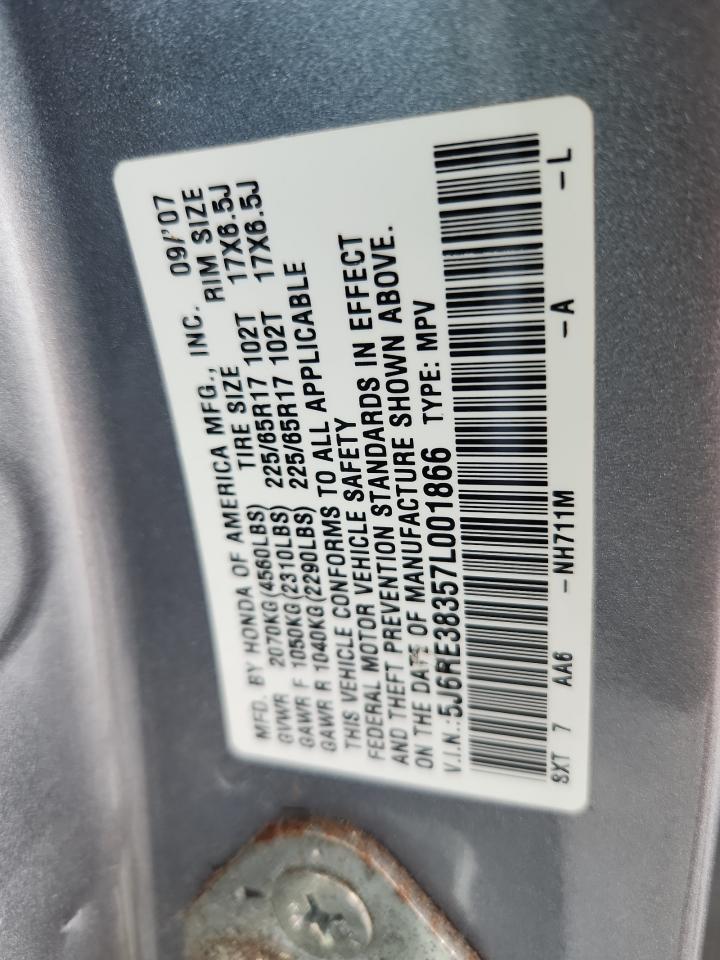 MFD. BY HONDA OF AMERICA MFG., INC. 09/'07
TIRE SIZE RIM SIZE
GVWR 2070KG(4560LBS)
GAWR F 1050KG(2310LBS) 225/65R17 102T 17X6.5J
GAWR R 1040KG(2290LBS) 225/65R17 102T 17X6.5J
THIS VEHICLE CONFORMS TO ALL APPLICABLE
FEDERAL MOTOR VEHICLE SAFETY
AND THEFT PREVENTION STANDARDS IN EFFECT
ON THE DATE OF MANUFACTURE SHOWN ABOVE.
V.I.N.:5J6RE38357L001866 TYPE: MPV
SXT 7 AA6 -NH711M -A -L